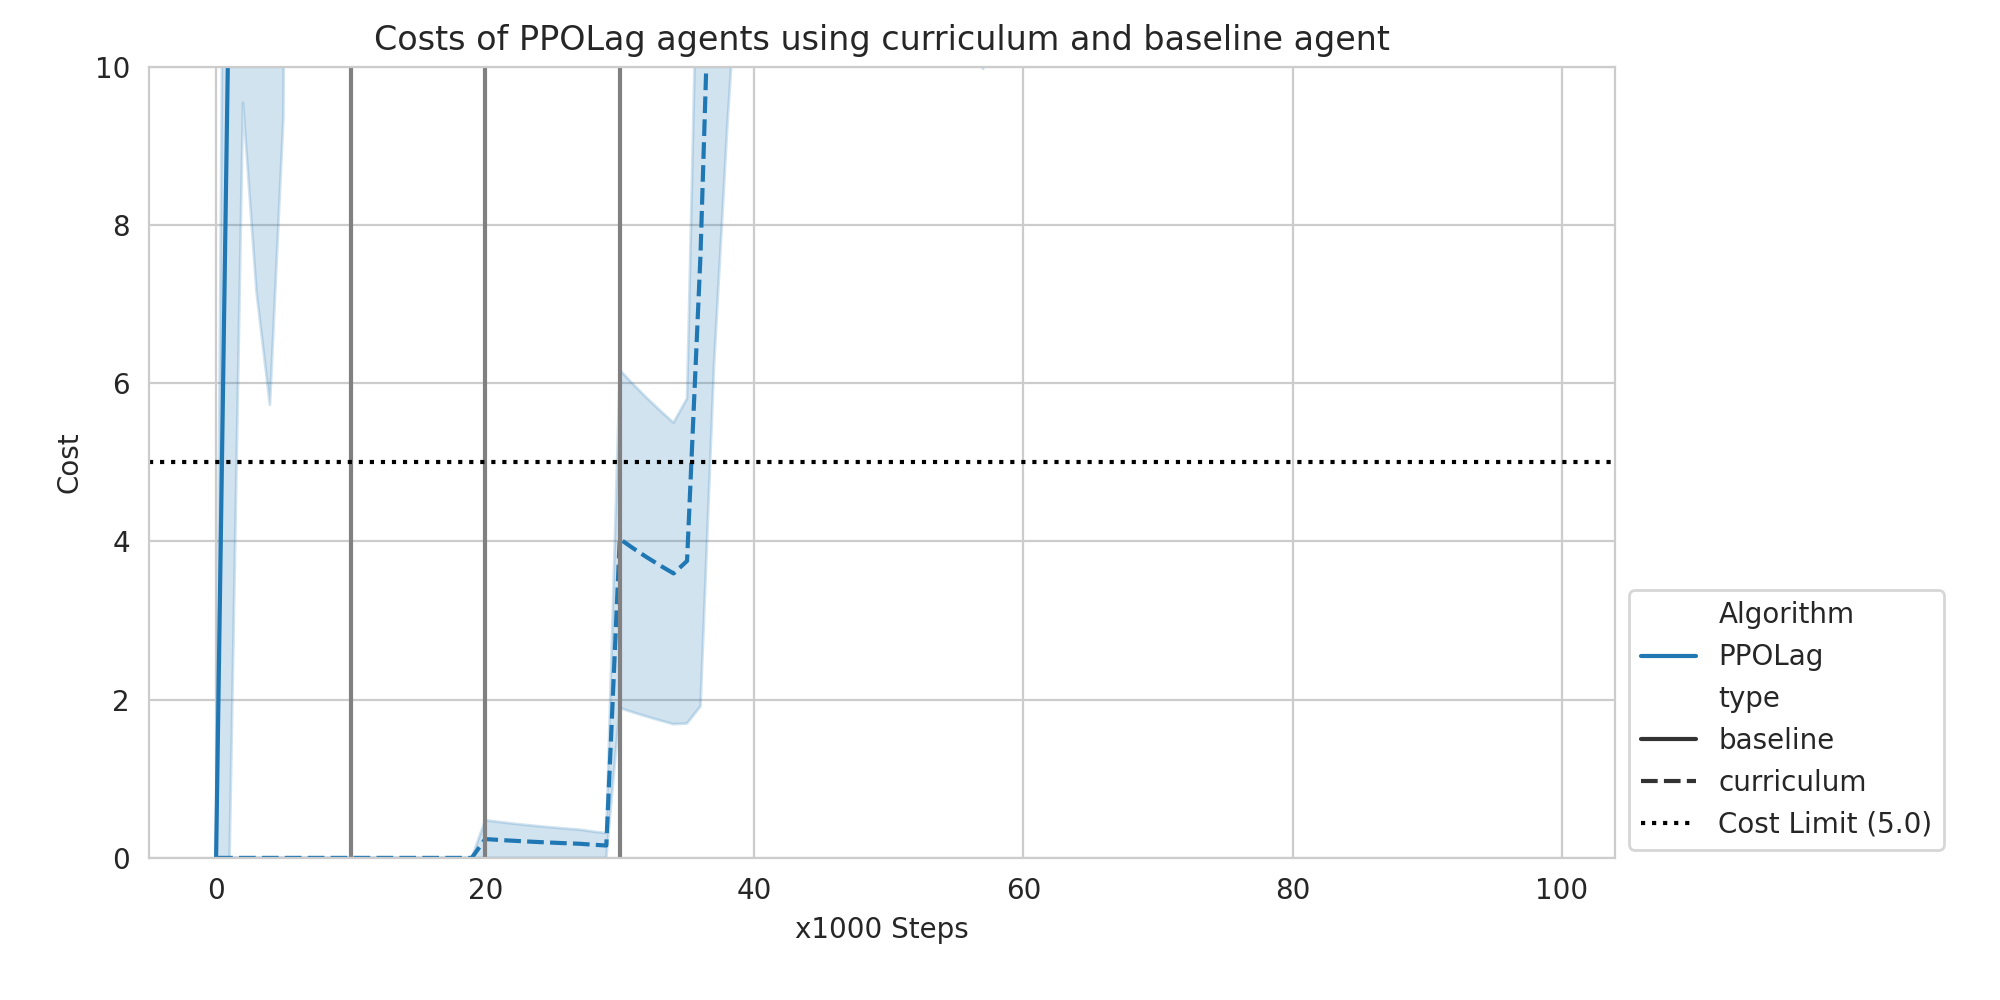 Costs of PPOLag agents using curriculum and baseline agent
10
8
6
4
2
0
Cost
0 20 40 60 80 100
x1000 Steps
Algorithm
PPOLag
type
baseline
curriculum
Cost Limit (5.0)